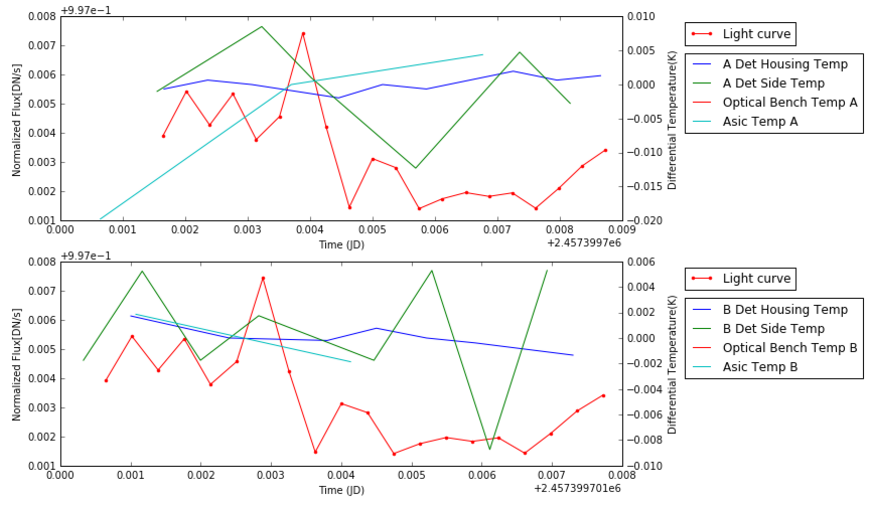 +9.97e−1
0.008
0.007
0.006
0.005
0.004
0.003
0.002
0.001
Normalized Flux[DN/s]
0.010
0.005
0.000
−0.005
−0.010
−0.015
−0.020
Differential Temperature(K)
0.000 0.001 0.002 0.003 0.004 0.005 0.006 0.007 0.008 0.009
Time (JD)
+2.4573997e6
Light curve
A Det Housing Temp
A Det Side Temp
Optical Bench Temp A
Asic Temp A
+9.97e−1
0.008
0.007
0.006
0.005
0.004
0.003
0.002
0.001
Normalized Flux[DN/s]
0.006
0.004
0.002
0.000
−0.002
−0.004
−0.006
−0.008
−0.010
Differential Temperature(K)
0.000 0.001 0.002 0.003 0.004 0.005 0.006 0.007 0.008
Time (JD)
+2.457399701e6
Light curve
B Det Housing Temp
B Det Side Temp
Optical Bench Temp B
Asic Temp B